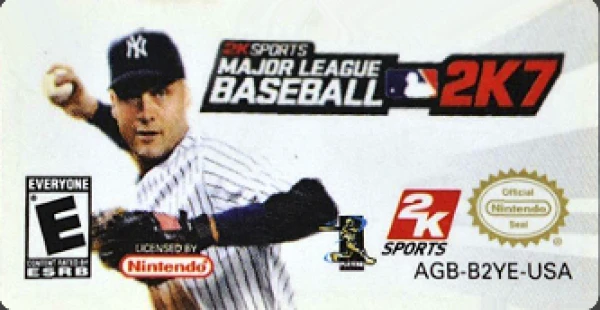 NY
2K SPORTS
MAJOR LEAGUE
BASEBALL 2K7
EVERYONE
E
CONTENT RATED BY
ESRB
LICENSED BY
Nintendo
2K
SPORTS
Official
Nintendo
Seal
AGB-B2YE-USA